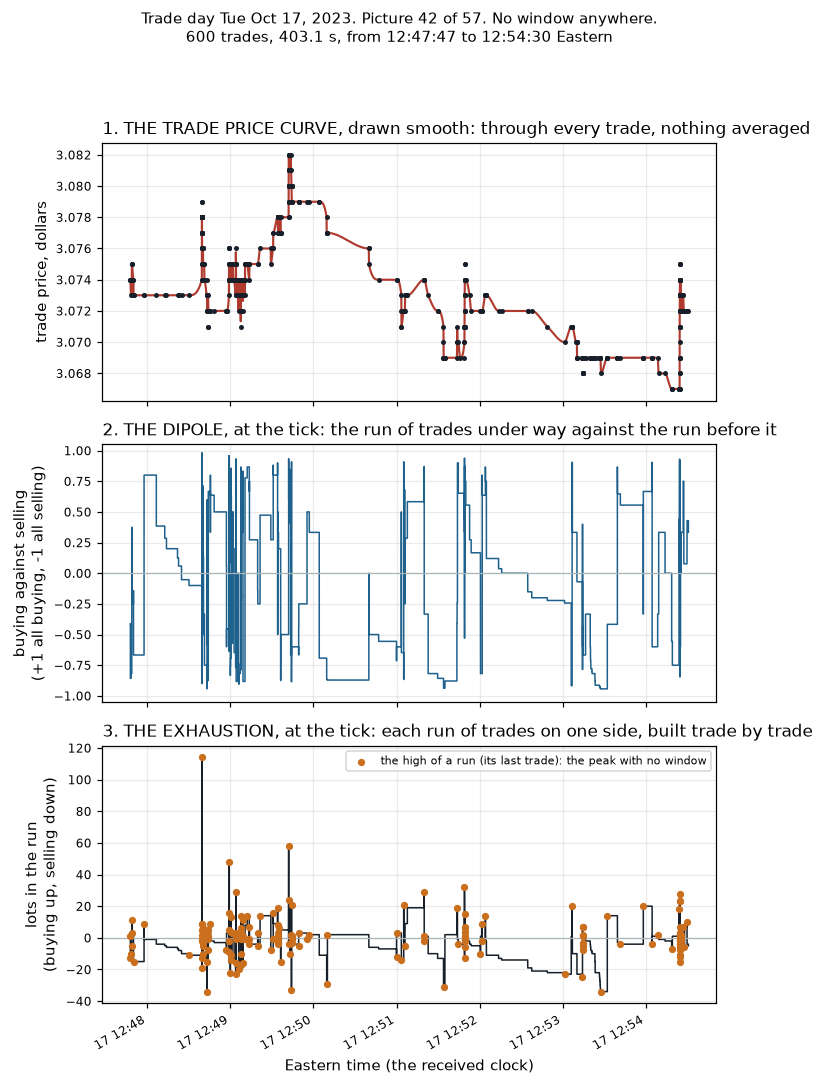 Trade day Tue Oct 17, 2023. Picture 42 of 57. No window anywhere.
600 trades, 403.1 s, from 12:47:47 to 12:54:30 Eastern
1. THE TRADE PRICE CURVE, drawn smooth: through every trade, nothing averaged
trade price, dollars
3.082
3.080
3.078
3.076
3.074
3.072
3.070
3.068
2. THE DIPOLE, at the tick: the run of trades under way against the run before it
buying against selling
(+1 all buying, -1 all selling)
1.00
0.75
0.50
0.25
0.00
−0.25
−0.50
−0.75
−1.00
3. THE EXHAUSTION, at the tick: each run of trades on one side, built trade by trade
lots in the run
(buying up, selling down)
120
100
80
60
40
20
0
−20
−40
the high of a run (its last trade): the peak with no window
17 12:48
17 12:49
17 12:50
17 12:51
17 12:52
17 12:53
17 12:54
Eastern time (the received clock)